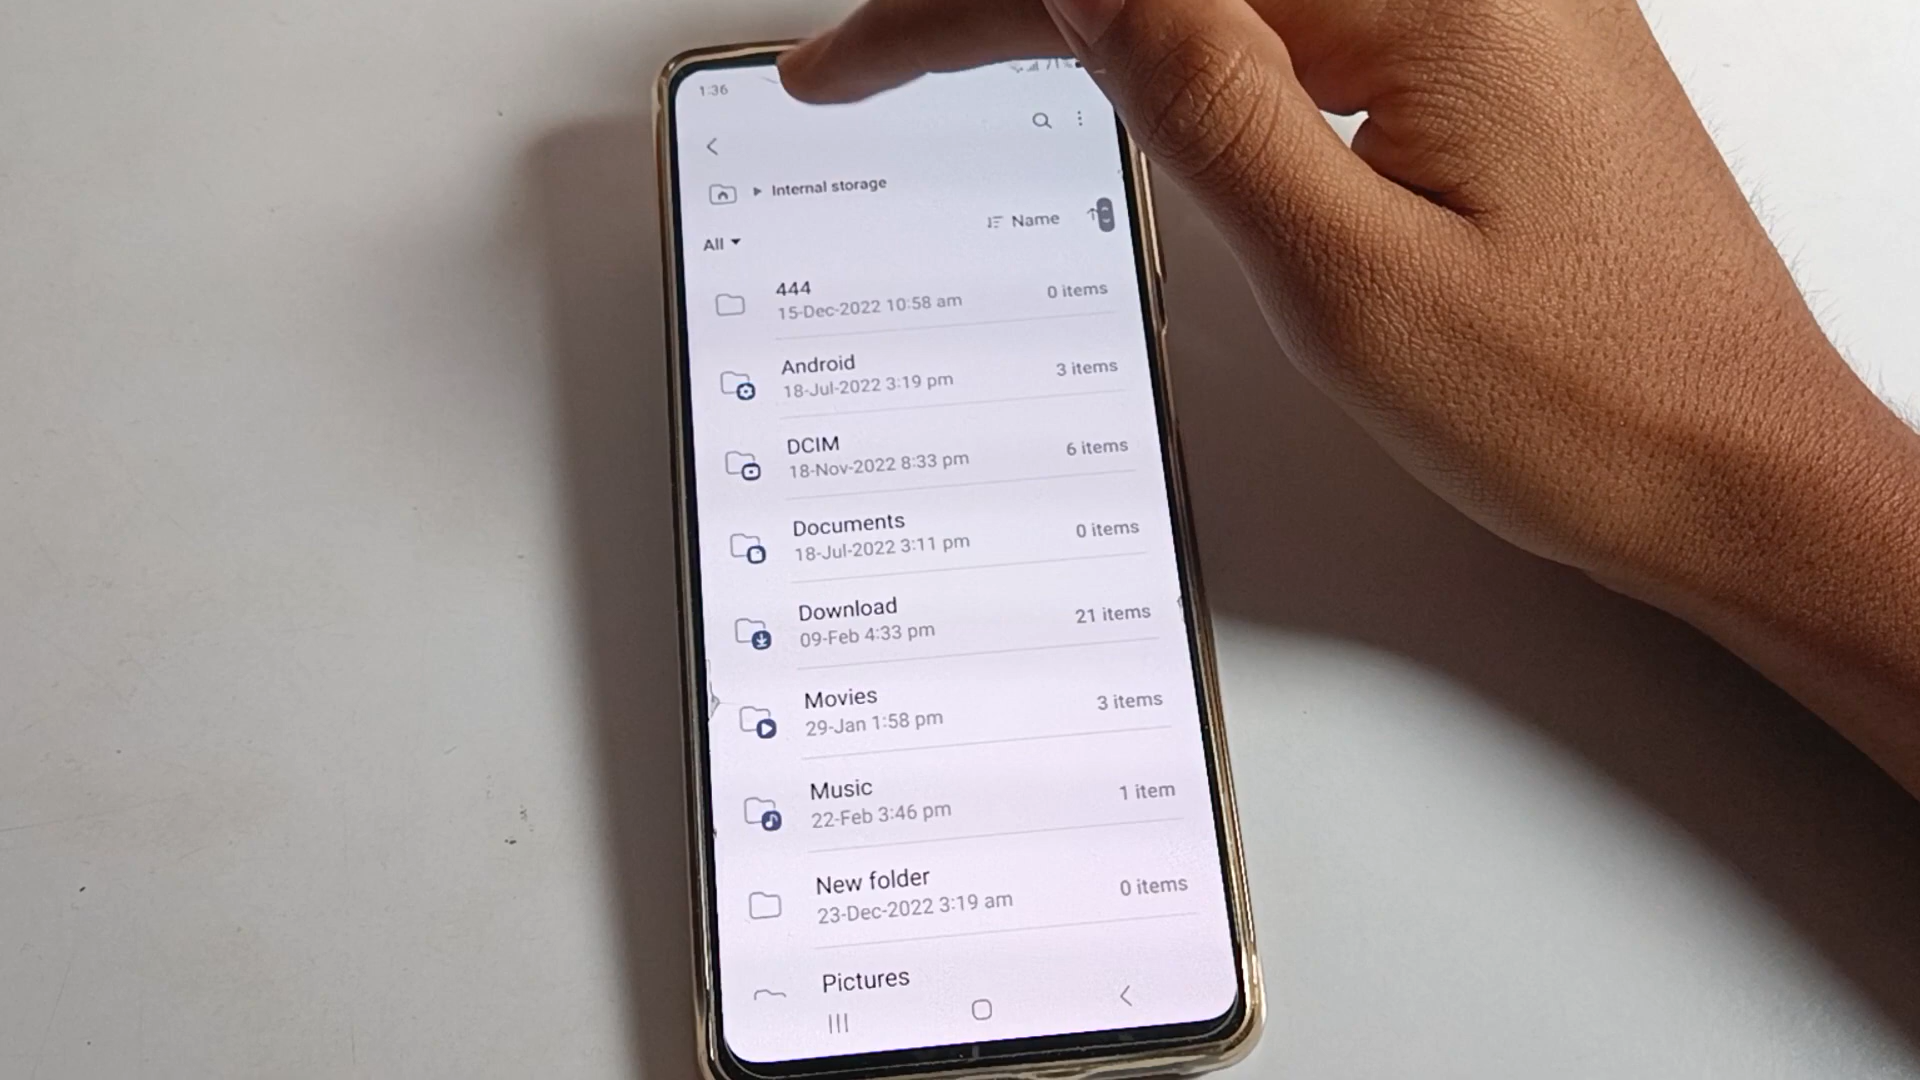 1:36
Internal storage
Name
All
444
15-Dec-2022 10:58 am
0 items
Android
18-Jul-2022 3:19 pm
3 items
DCIM
18-Nov-2022 8:33 pm
6 items
Documents
18-Jul-2022 3:11 pm
0 items
Download
09-Feb 4:33 pm
21 items
Movies
29-Jan 1:58 pm
3 items
Music
22-Feb 3:46 pm
1 item
New folder
23-Dec-2022 3:19 am
0 items
Pictures